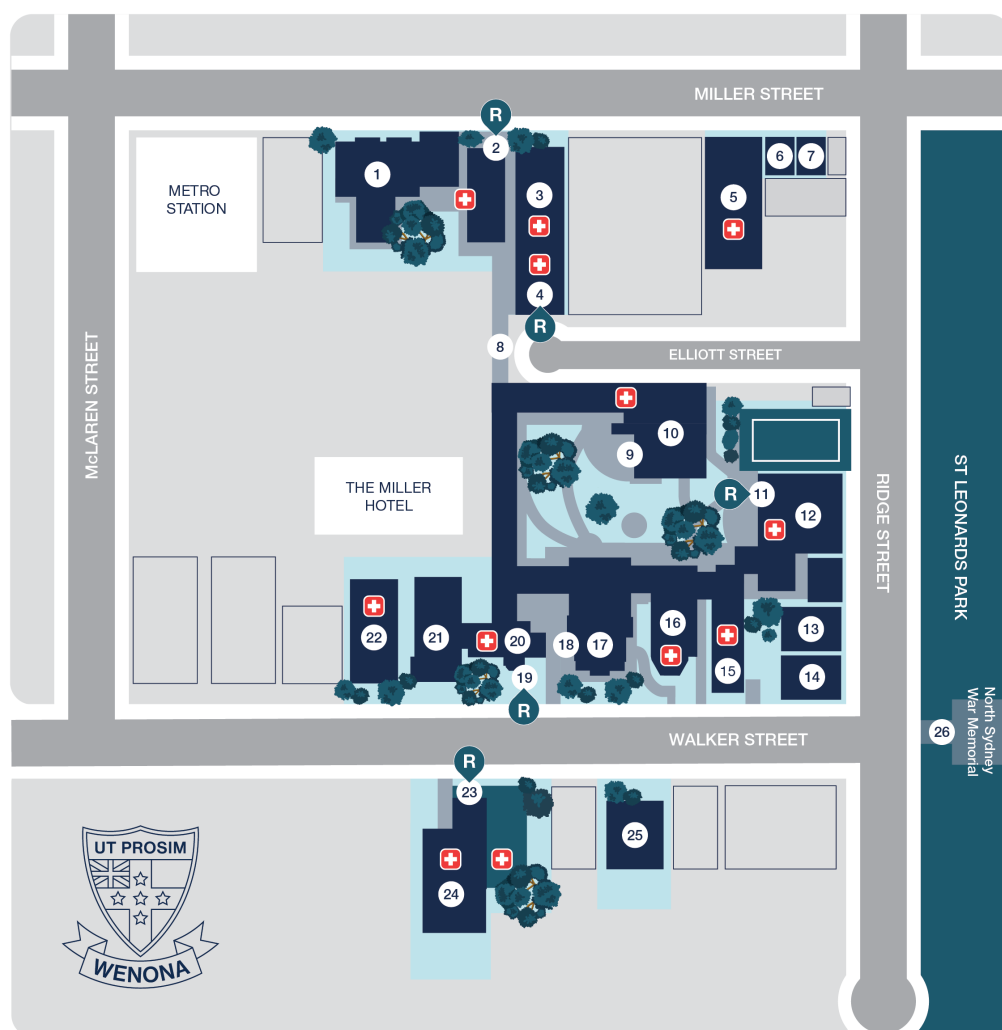 MILLER STREET
R
2
1
METRO
STATION
3
5
6
7
4
R
8
ELLIOTT STREET
McLAREN STREET
10
9
THE MILLER
HOTEL
R
11
12
RIDGE STREET
ST LEONARDS PARK
22
21
20
18
17
16
15
13
14
19
R
WALKER STREET
26
North Sydney
War Memorial
R
23
25
24
UT PROSIM
WENONA